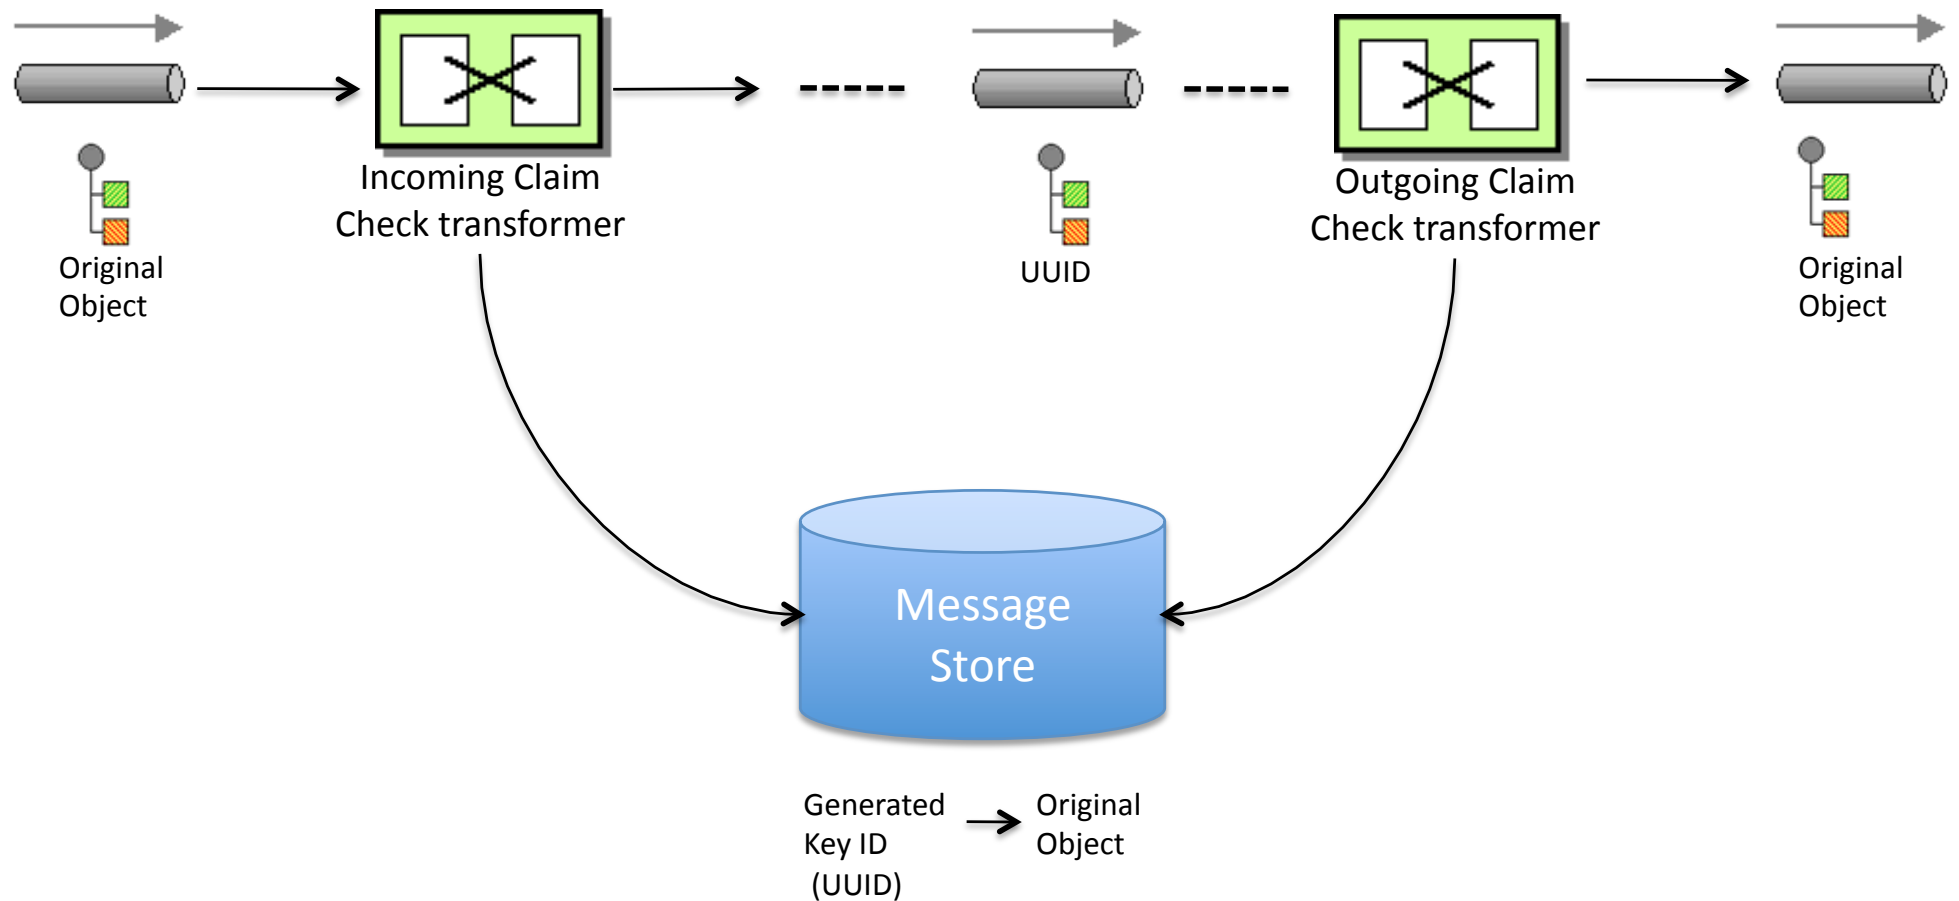 Incoming Claim
Check transformer
Outgoing Claim
Check transformer
Original
Object
UUID
Original
Object
Message
Store
Generated
Key ID
(UUID)
Original
Object